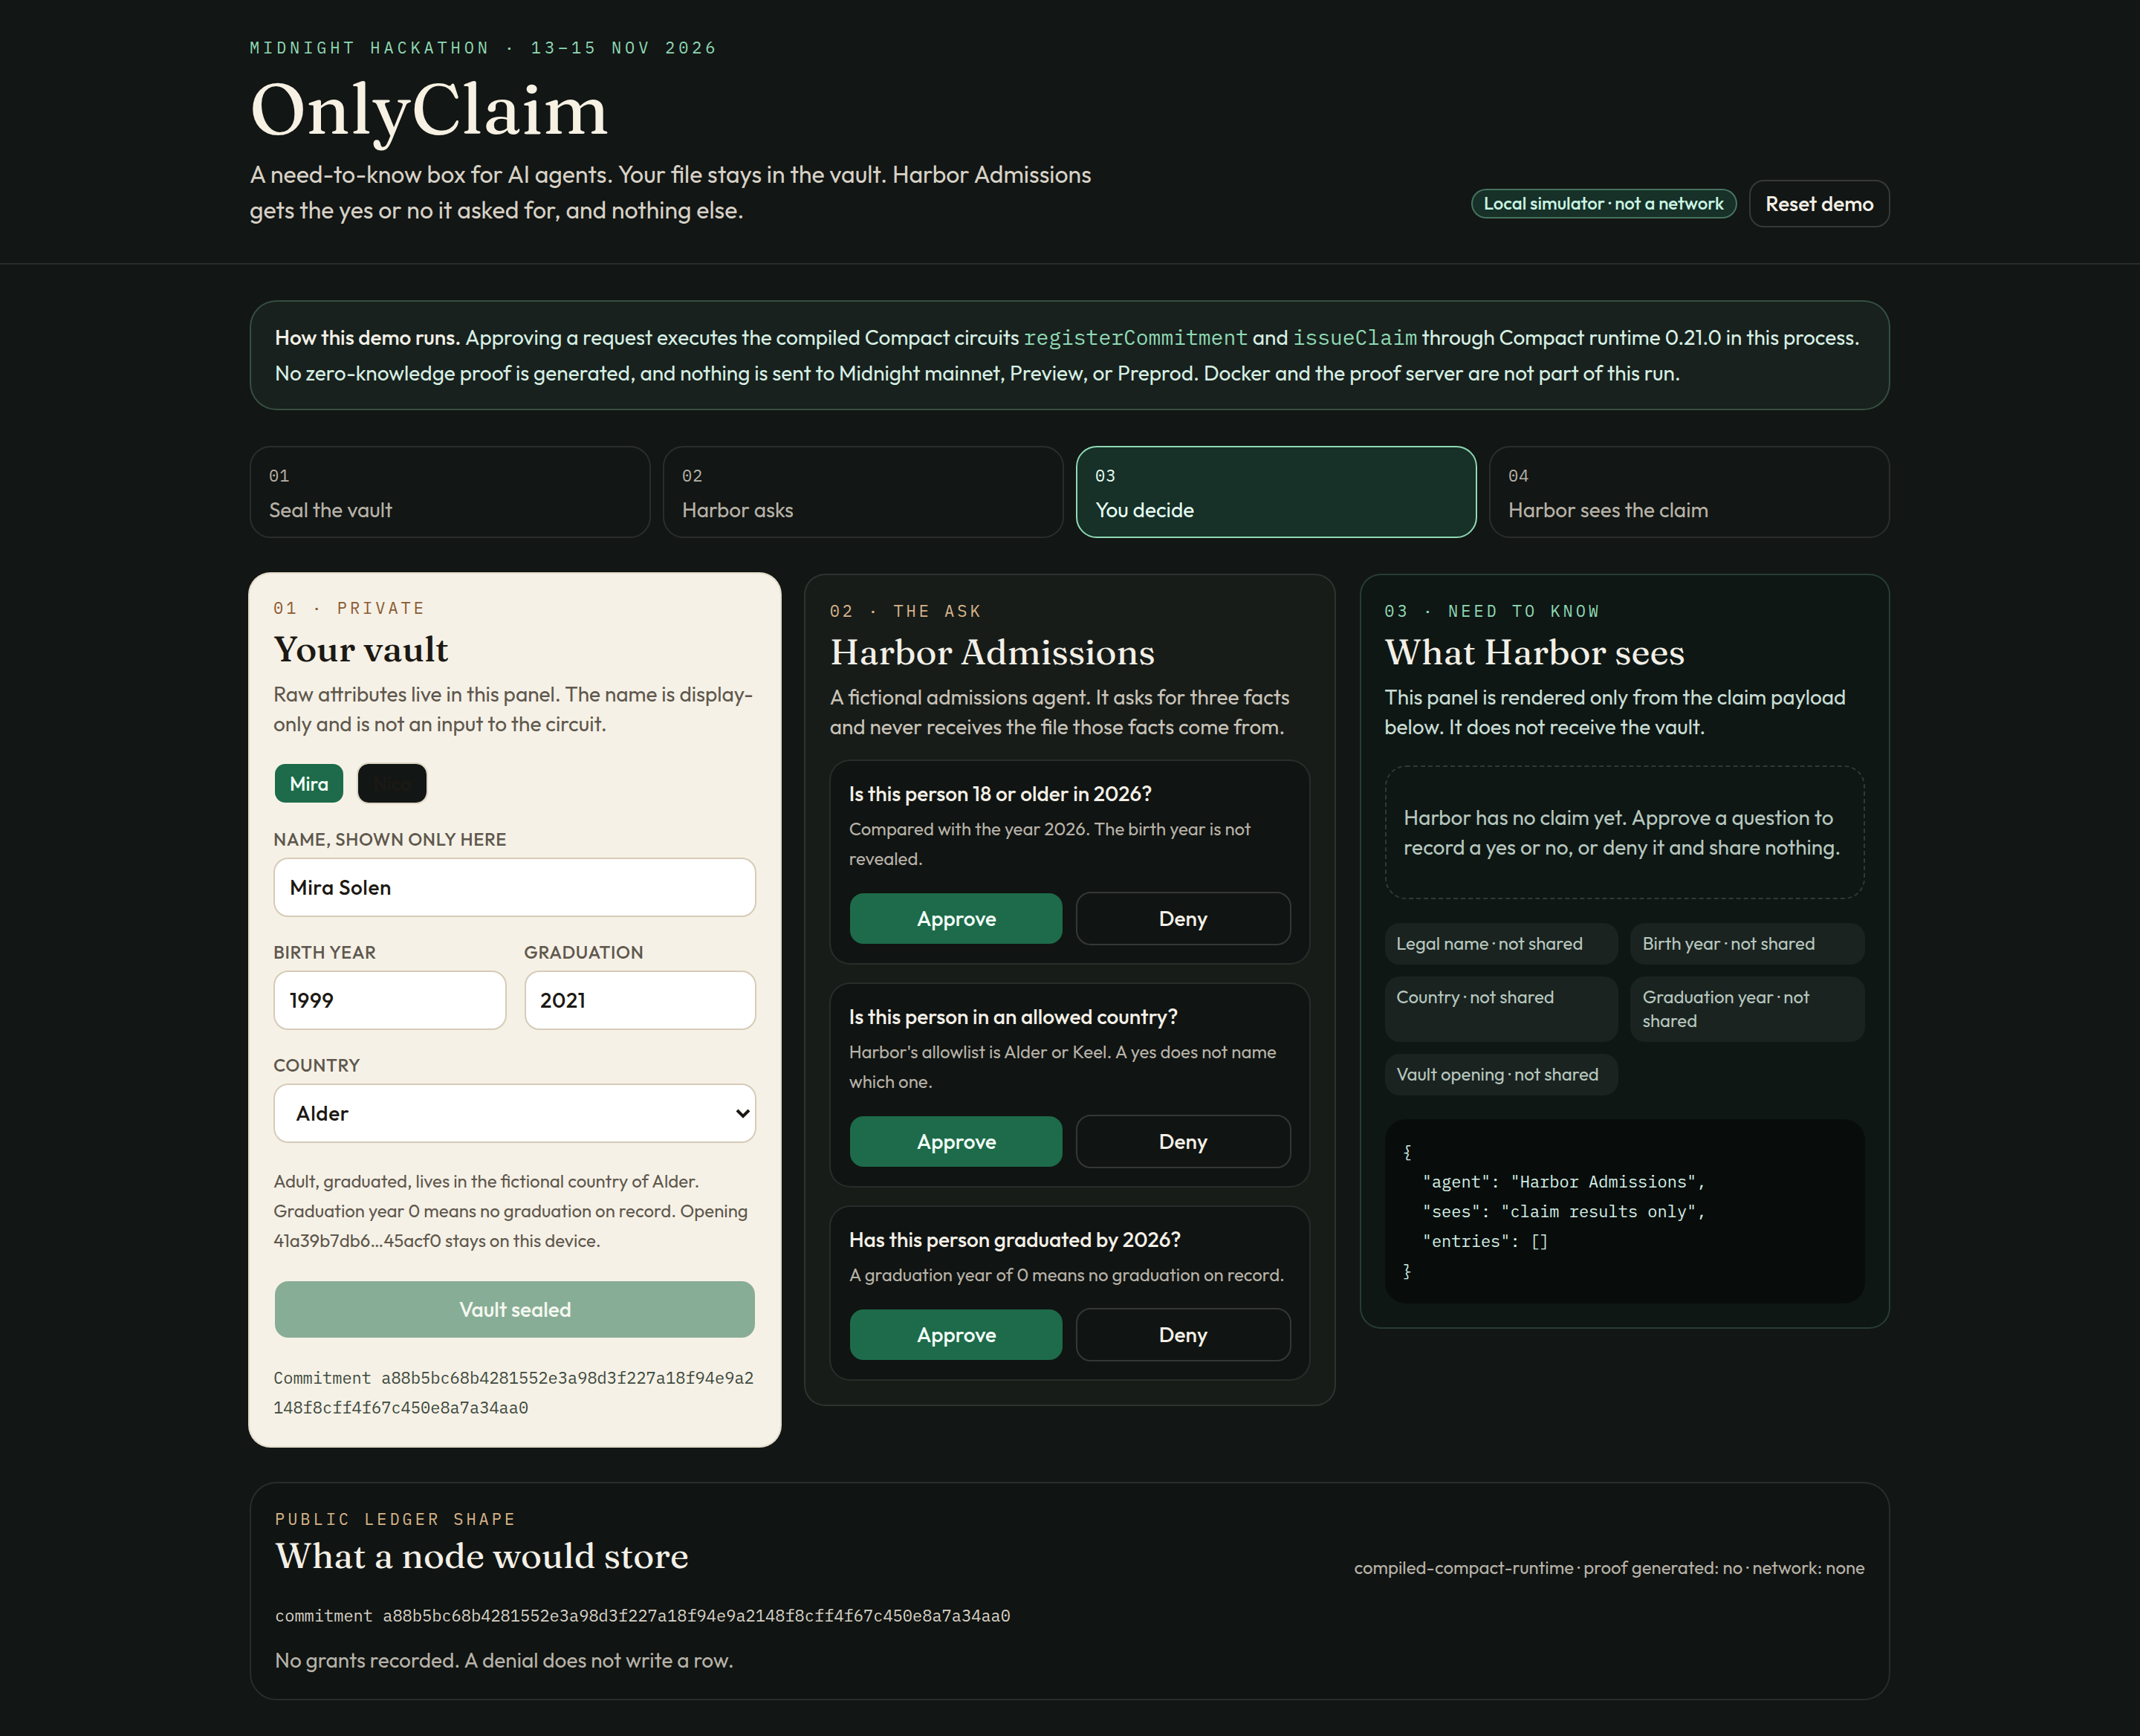 MIDNIGHT HACKATHON · 13–15 NOV 2026
OnlyClaim
A need-to-know box for AI agents. Your file stays in the vault. Harbor Admissions
gets the yes or no it asked for, and nothing else.
Local simulator · not a network
Reset demo
How this demo runs. Approving a request executes the compiled Compact circuits registerCommitment and issueClaim through Compact runtime 0.21.0 in this process.
No zero-knowledge proof is generated, and nothing is sent to Midnight mainnet, Preview, or Preprod. Docker and the proof server are not part of this run.
01
Seal the vault
02
Harbor asks
03
You decide
04
Harbor sees the claim
01 · PRIVATE
Your vault
Raw attributes live in this panel. The name is display-
only and is not an input to the circuit.
Mira
Nico
NAME, SHOWN ONLY HERE
Mira Solen
BIRTH YEAR
GRADUATION
1999
2021
COUNTRY
Alder
Adult, graduated, lives in the fictional country of Alder.
Graduation year 0 means no graduation on record. Opening
41a39b7db6…45acf0 stays on this device.
Vault sealed
Commitment a88b5bc68b4281552e3a98d3f227a18f94e9a2
148f8cff4f67c450e8a7a34aa0
02 · THE ASK
Harbor Admissions
A fictional admissions agent. It asks for three facts
and never receives the file those facts come from.
Is this person 18 or older in 2026?
Compared with the year 2026. The birth year is not
revealed.
Approve
Deny
Is this person in an allowed country?
Harbor's allowlist is Alder or Keel. A yes does not name
which one.
Approve
Deny
Has this person graduated by 2026?
A graduation year of 0 means no graduation on record.
Approve
Deny
03 · NEED TO KNOW
What Harbor sees
This panel is rendered only from the claim payload
below. It does not receive the vault.
Harbor has no claim yet. Approve a question to
record a yes or no, or deny it and share nothing.
Legal name · not shared
Birth year · not shared
Country · not shared
Graduation year · not
shared
Vault opening · not shared
{
"agent": "Harbor Admissions",
"sees": "claim results only",
"entries": []
}
PUBLIC LEDGER SHAPE
What a node would store
compiled-compact-runtime · proof generated: no · network: none
commitment a88b5bc68b4281552e3a98d3f227a18f94e9a2148f8cff4f67c450e8a7a34aa0
No grants recorded. A denial does not write a row.